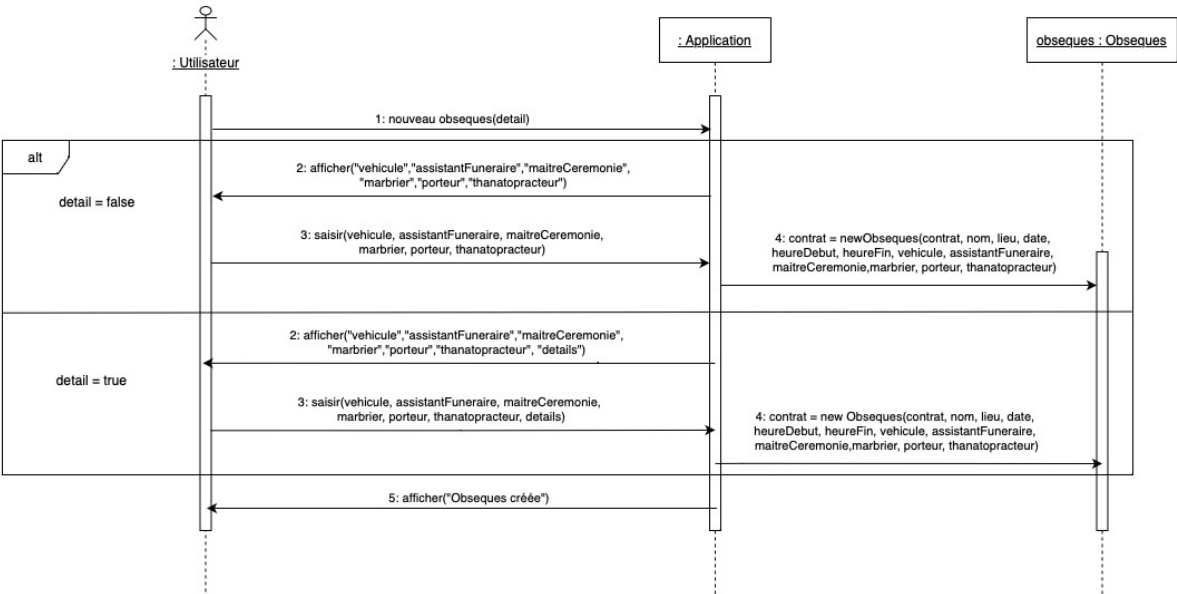 : Utilisateur
: Application
obseques : Obseques
1: nouveau obseques(detail)
alt
detail = false
2: afficher("vehicule","assistantFuneraire","maitreCeremonie",
"marbrier","porteur","thanatopracteur")
3: saisir(vehicule, assistantFuneraire, maitreCeremonie,
marbrier, porteur, thanatopracteur)
4: contrat = newObseques(contrat, nom, lieu, date,
heureDebut, heureFin, vehicule, assistantFuneraire,
maitreCeremonie,marbrier, porteur, thanatopracteur)
2: afficher("vehicule","assistantFuneraire","maitreCeremonie",
"marbrier","porteur","thanatopracteur", "details")
detail = true
3: saisir(vehicule, assistantFuneraire, maitreCeremonie,
marbrier, porteur, thanatopracteur, details)
4: contrat = new Obseques(contrat, nom, lieu, date,
heureDebut, heureFin, vehicule, assistantFuneraire,
maitreCeremonie,marbrier, porteur, thanatopracteur)
5: afficher("Obseques créée")